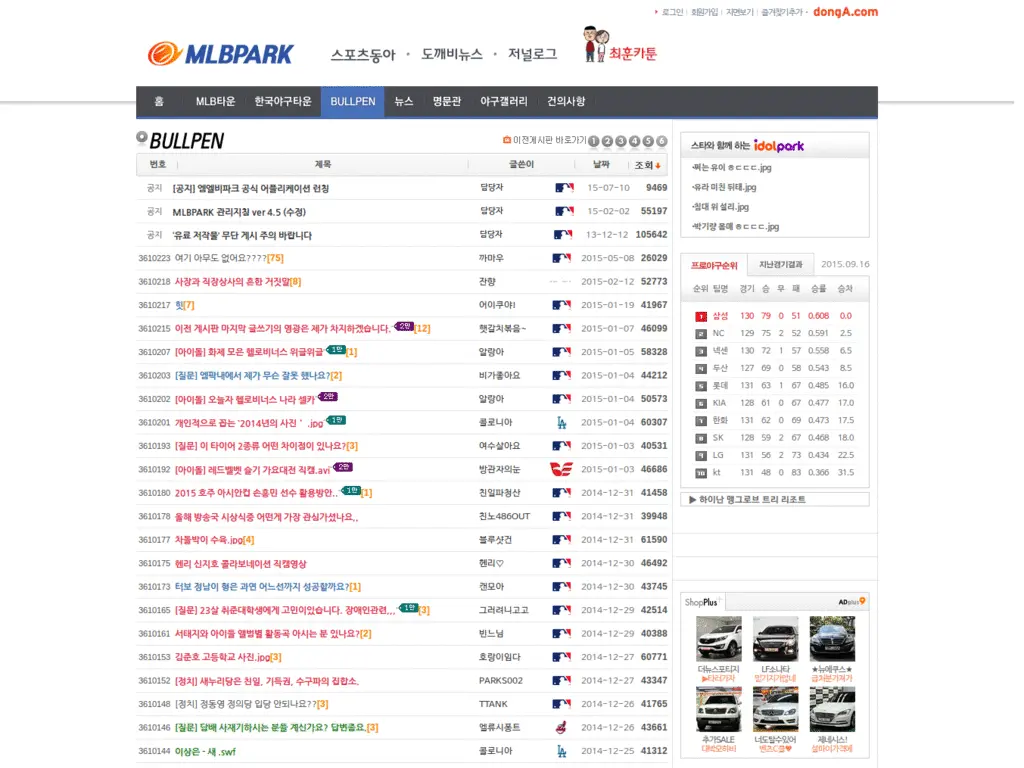 로그인 | 회원가입 | 지면보기 | 즐겨찾기추가 dongA.com
MLBPARK 스포츠동아 • 도깨비뉴스 • 저널로그 최훈카툰
홈 MLB타운 한국야구타운 BULLPEN 뉴스 명문관 야구갤러리 건의사항
BULLPEN 이전게시판 바로가기 1 2 3 4 5 6
번호 제목 글쓴이 날짜 조회
공지 [공지] 엠엘비파크 공식 어플리케이션 런칭 담당자 15-07-10 9469
공지 MLBPARK 관리지침 ver 4.5 (수정) 담당자 15-02-02 55197
공지 '유료 저작물' 무단 게시 주의 바랍니다 담당자 13-12-12 105642
3610223 여기 아무도 없어요????[75] 까마우 2015-05-08 26029
3610218 사장과 직장상사의 흔한 거짓말[8] 잔향 2015-02-12 52773
3610217 힛[7] 어이쿠야! 2015-01-19 41967
3610215 이전 게시판 마지막 글쓰기의 영광은 제가 차지하겠습니다. 2만 [12] 햇감치볶음~ 2015-01-07 46099
3610207 [아이돌] 화제 모은 헬로비너스 위글위글 1만 [1] 알랑아 2015-01-05 58328
3610203 [질문] 엠팍내에서 제가 무슨 잘못 했나요?[2] 비가좋아요 2015-01-04 44212
3610202 [아이돌] 오늘자 헬로비너스 나라 셀카 2만 알랑아 2015-01-04 50573
3610201 개인적으로 꼽는 '2014년의 사진＇.jpg 1만 콜로니아 2015-01-04 60307
3610193 [질문] 이 타이어 2종류 어떤 차이점이 있나요?[3] 여수살아요 2015-01-03 40531
3610192 [아이돌] 레드벨벳 슬기 가요대전 직캠.avi 2만 방관자의눈 2015-01-03 46686
3610180 2015 호주 아시안컵 손흥민 선수 활용방안.. 1만 [1] 진일파청산 2014-12-31 41458
3610178 올해 방송국 시상식중 어떤게 가장 관심가셨나요,, 친노486OUT 2014-12-31 39948
3610177 차돌박이 수육.jpg[4] 블루삿건 2014-12-31 61590
3610175 헨리 신지호 콜라보네이션 직캠영상 헨리♡ 2014-12-30 46492
3610173 터보 정남이 형은 과연 어느선까지 성공할까요?[1] 갠모아 2014-12-30 43745
3610165 [질문] 23살 취준대학생에게 고민이있습니다. 장애인관련,.. 1만 [3] 그러려니고고 2014-12-29 42514
3610161 서태지와 아이들 앨범별 활동곡 아시는 분 있나요?[2] 빈느님 2014-12-29 40388
3610153 김준호 고등학교 사진.jpg[3] 호랑이임다 2014-12-27 60771
3610152 [정치] 새누리당은 친일, 기득권, 수구파의 집합소. PARKS002 2014-12-27 43347
3610148 [정치] 정동영 정의당 입당 안되나요??[3] TTANK 2014-12-26 41765
3610146 [질문] 담배 사재기하시는 분들 계신가요? 답변좀요.[3] 엘류시폼트 2014-12-26 43661
3610144 이상은 - 새 .swf 콜로니아 2014-12-25 41312
스타와 함께 하는 idolpark
·찌는 유이 ㅎㄷㄷㄷ.jpg
·유라 미친 뒤태.jpg
·침대 위 설리.jpg
·박기량 몸매 ㅎㄷㄷㄷ.jpg
프로야구순위 지난경기결과 2015.09.16
순위 팀명 경기 승 무 패 승률 승차
1 삼성 130 79 0 51 0.608 0.0
2 NC 129 75 2 52 0.591 2.5
3 넥센 130 72 1 57 0.558 6.5
4 두산 127 69 0 58 0.543 8.5
5 롯데 131 63 1 67 0.485 16.0
6 KIA 128 61 0 67 0.477 17.0
7 한화 131 62 0 69 0.473 17.5
8 SK 128 59 2 67 0.468 18.0
9 LG 131 56 2 73 0.434 22.5
10 kt 131 48 0 83 0.366 31.5
▶ 하이난 맹그로브 트리 리조트
ShopPlus ADplus
더뉴스포티지 LF소나타 ★뉴에쿠스★
▶타러가자 믿기지가없네 급처분가져가
추가SALE 너도탈수있어 제네시스!
대박모하비 벤츠C클♥ 설마이가격에